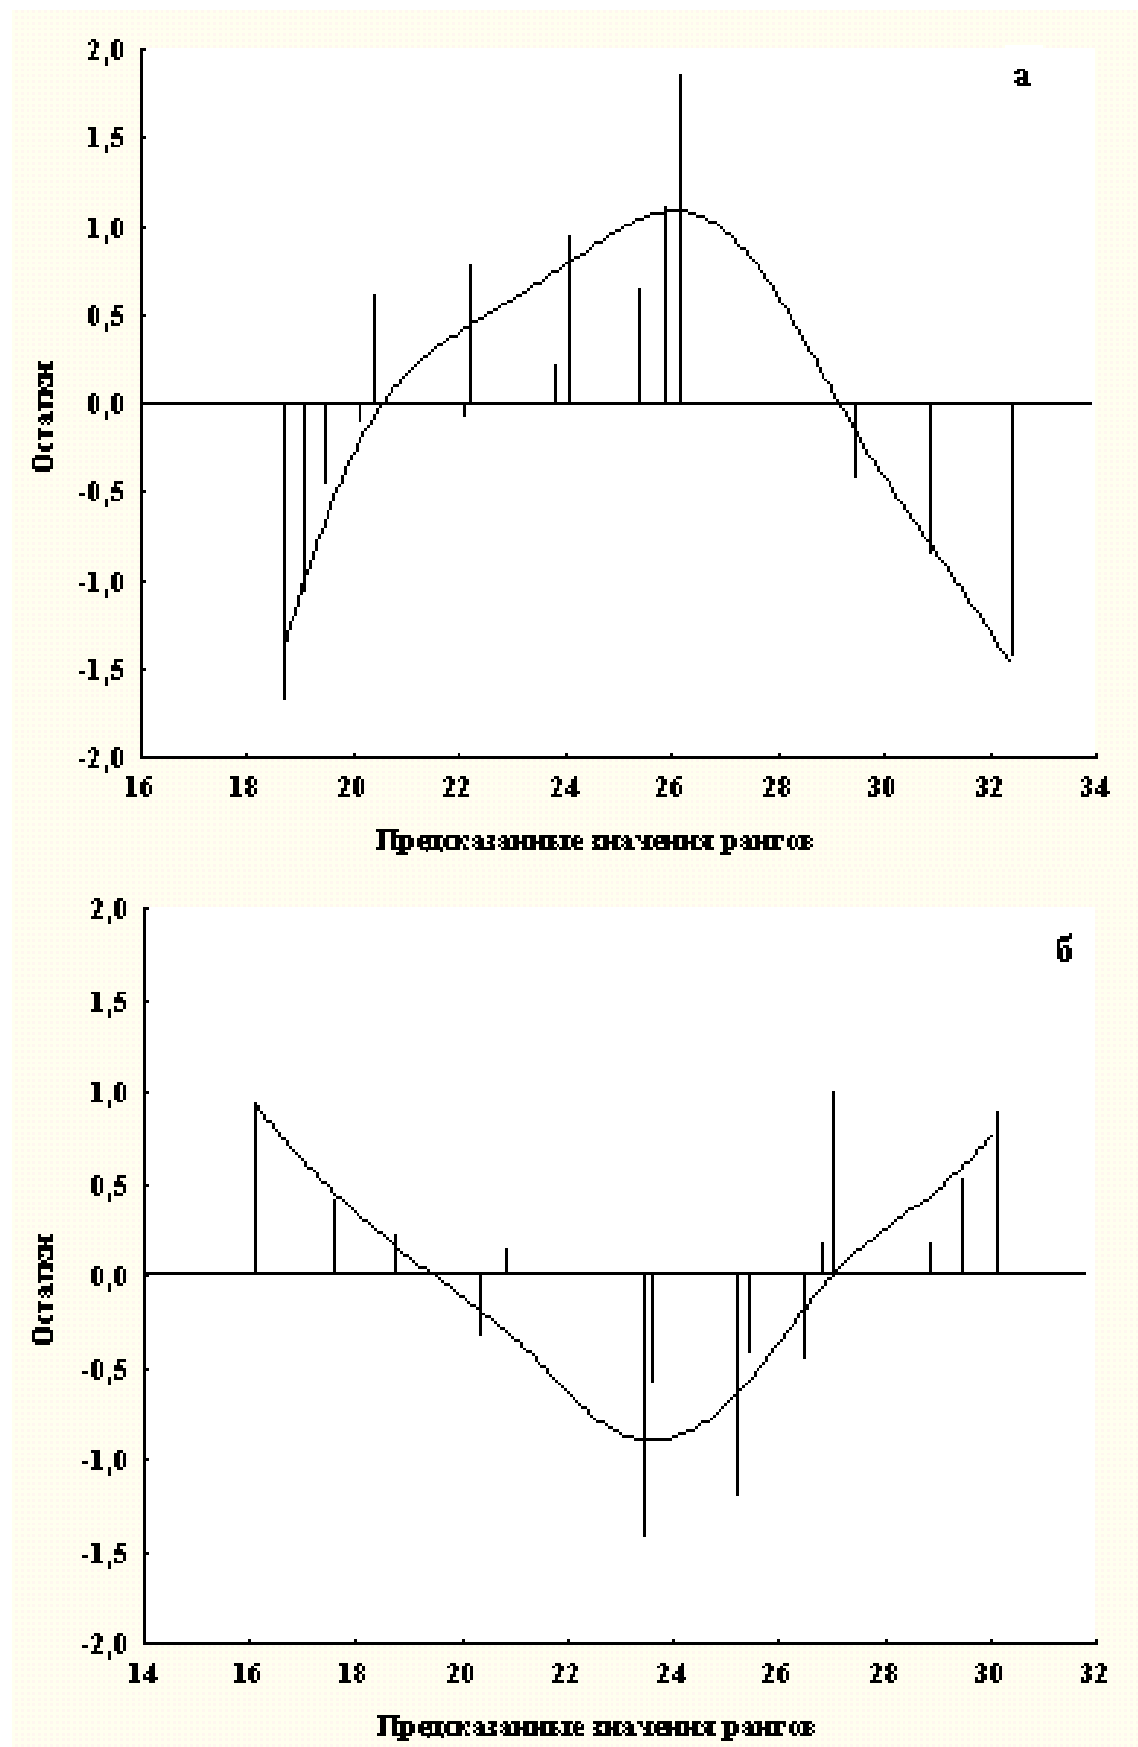 2,0
а
1,5
1,0
0,5
0,0
-0,5
-1,0
-1,5
-2,0
Остатки
16 18 20 22 24 26 28 30 32 34
Предсказанные значения рангов
2,0
б
1,5
1,0
0,5
0,0
-0,5
-1,0
-1,5
-2,0
Остатки
14 16 18 20 22 24 26 28 30 32
Предсказанные значения рангов